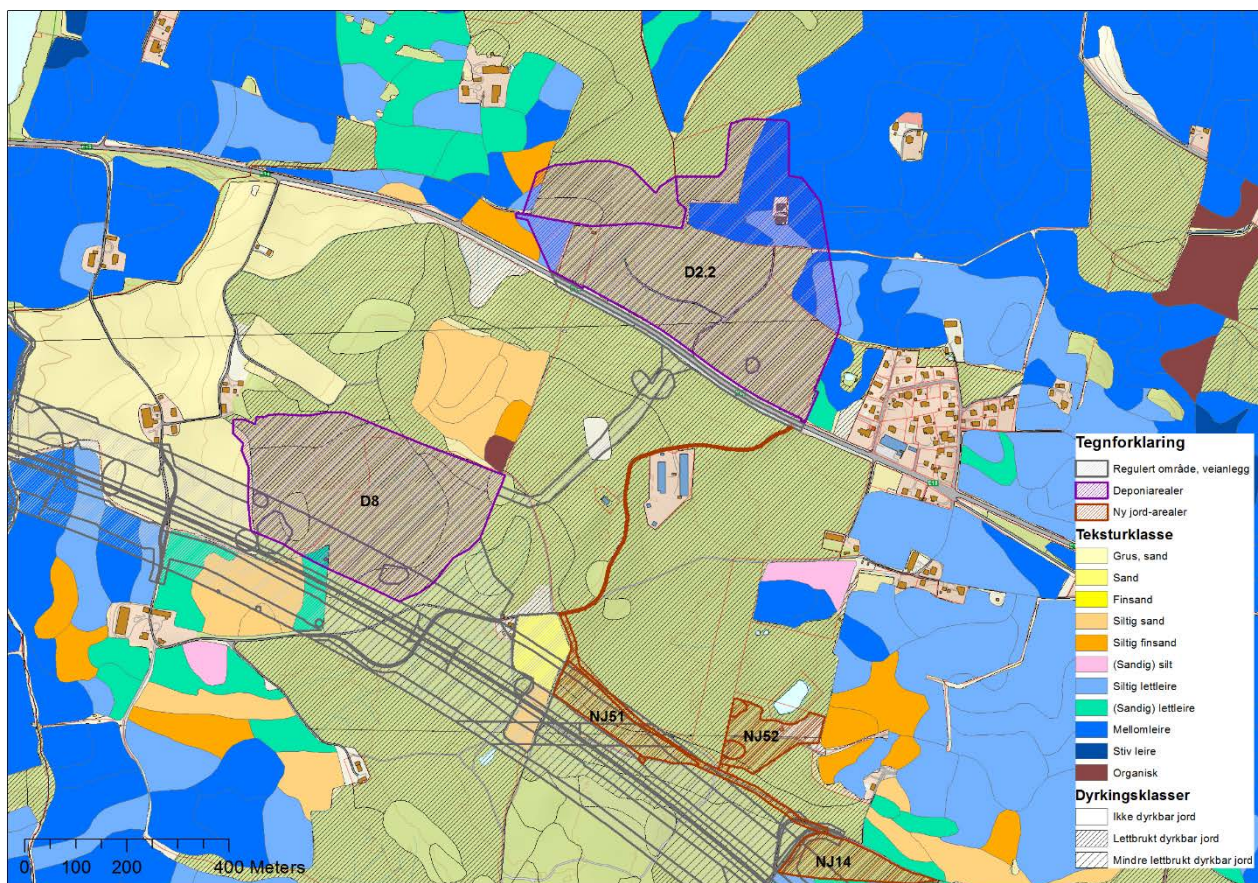 D2.2
D8
NJ51
NJ52
NJ14
0 100 200 400 Meters
Tegnforklaring
Regulert område, veianlegg
Deponiarealer
Ny jord-arealer
Teksturklasse
Grus, sand
Sand
Finsand
Siltig sand
Siltig finsand
(Sandig) silt
Siltig lettleire
(Sandig) lettleire
Mellomleire
Stiv leire
Organisk
Dyrkingsklasser
Ikke dyrkbar jord
Lettbrukt dyrkbar jord
Mindre lettbrukt dyrkbar jord